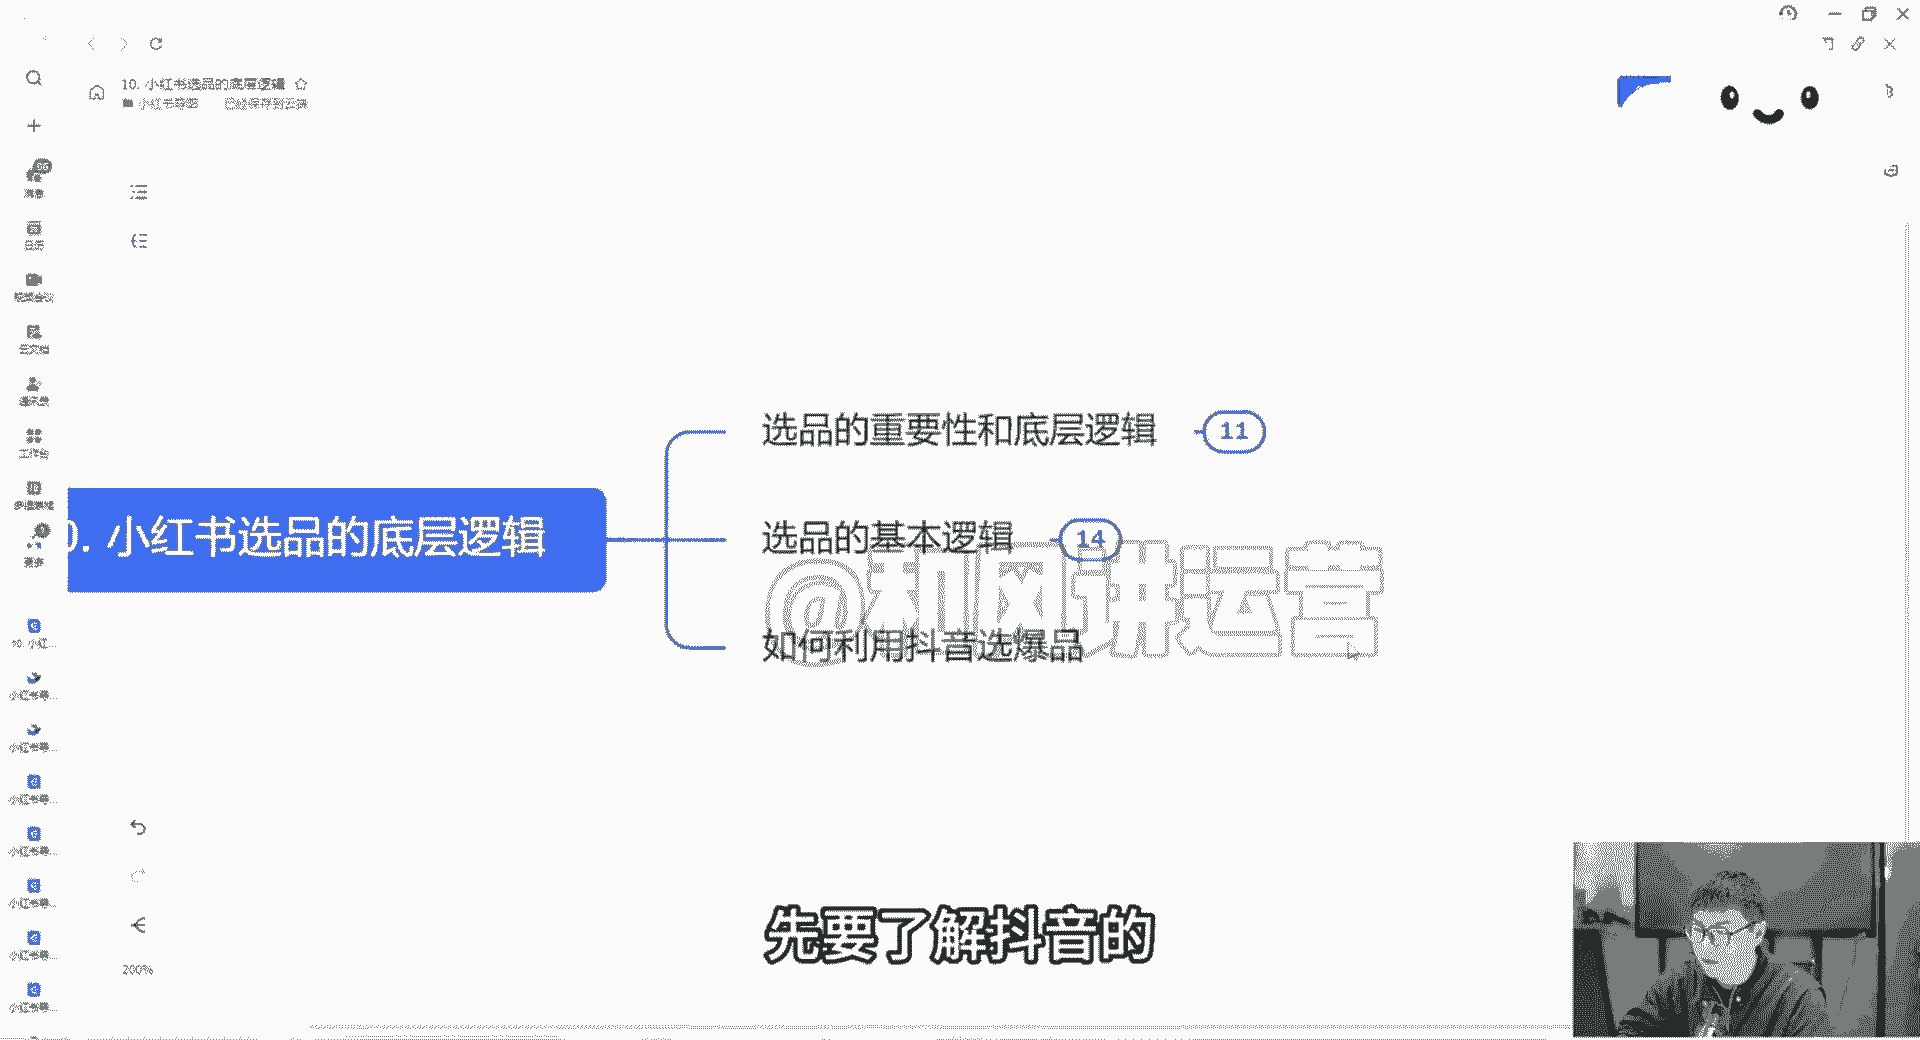 10. 小红书选品的底层逻辑
小红书导图 已经保存到云端
消息
视频会议
云文档
通讯录
工作台
多维表格
更多
10. 小红...
小红书导...
小红书导...
小红书导...
小红书导...
小红书导...
小红书导...
小红书导...
选品的重要性和底层逻辑 11
0. 小红书选品的底层逻辑
选品的基本逻辑 14
@和风讲运营
如何利用抖音选爆品
先要了解抖音的
200%